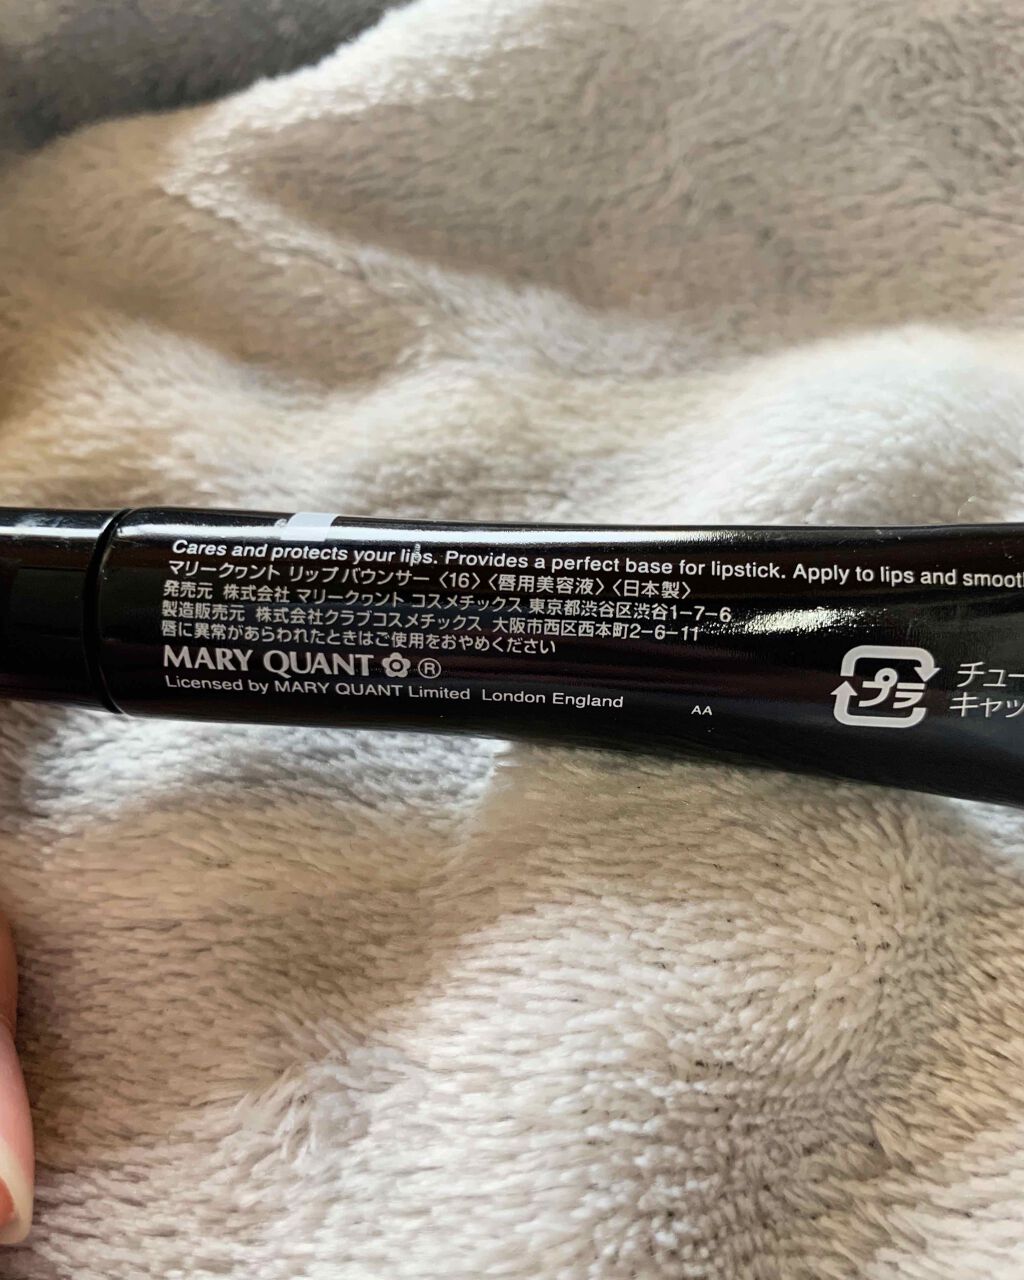 Cares and protects your lips. Provides a perfect base for lipstick. Apply to lips and smooth
マリークヮント リップ バウンサー〈16〉〈唇用美容液〉〈日本製〉
発売元 株式会社 マリークヮント コスメチックス 東京都渋谷区渋谷1-7-6
製造販売元 株式会社クラブコスメチックス 大阪市西区西本町2-6-11
唇に異常があらわれたときはご使用をおやめください
MARY QUANT ®
Licensed by MARY QUANT Limited London England
AA
プラ
チュー
キャッ